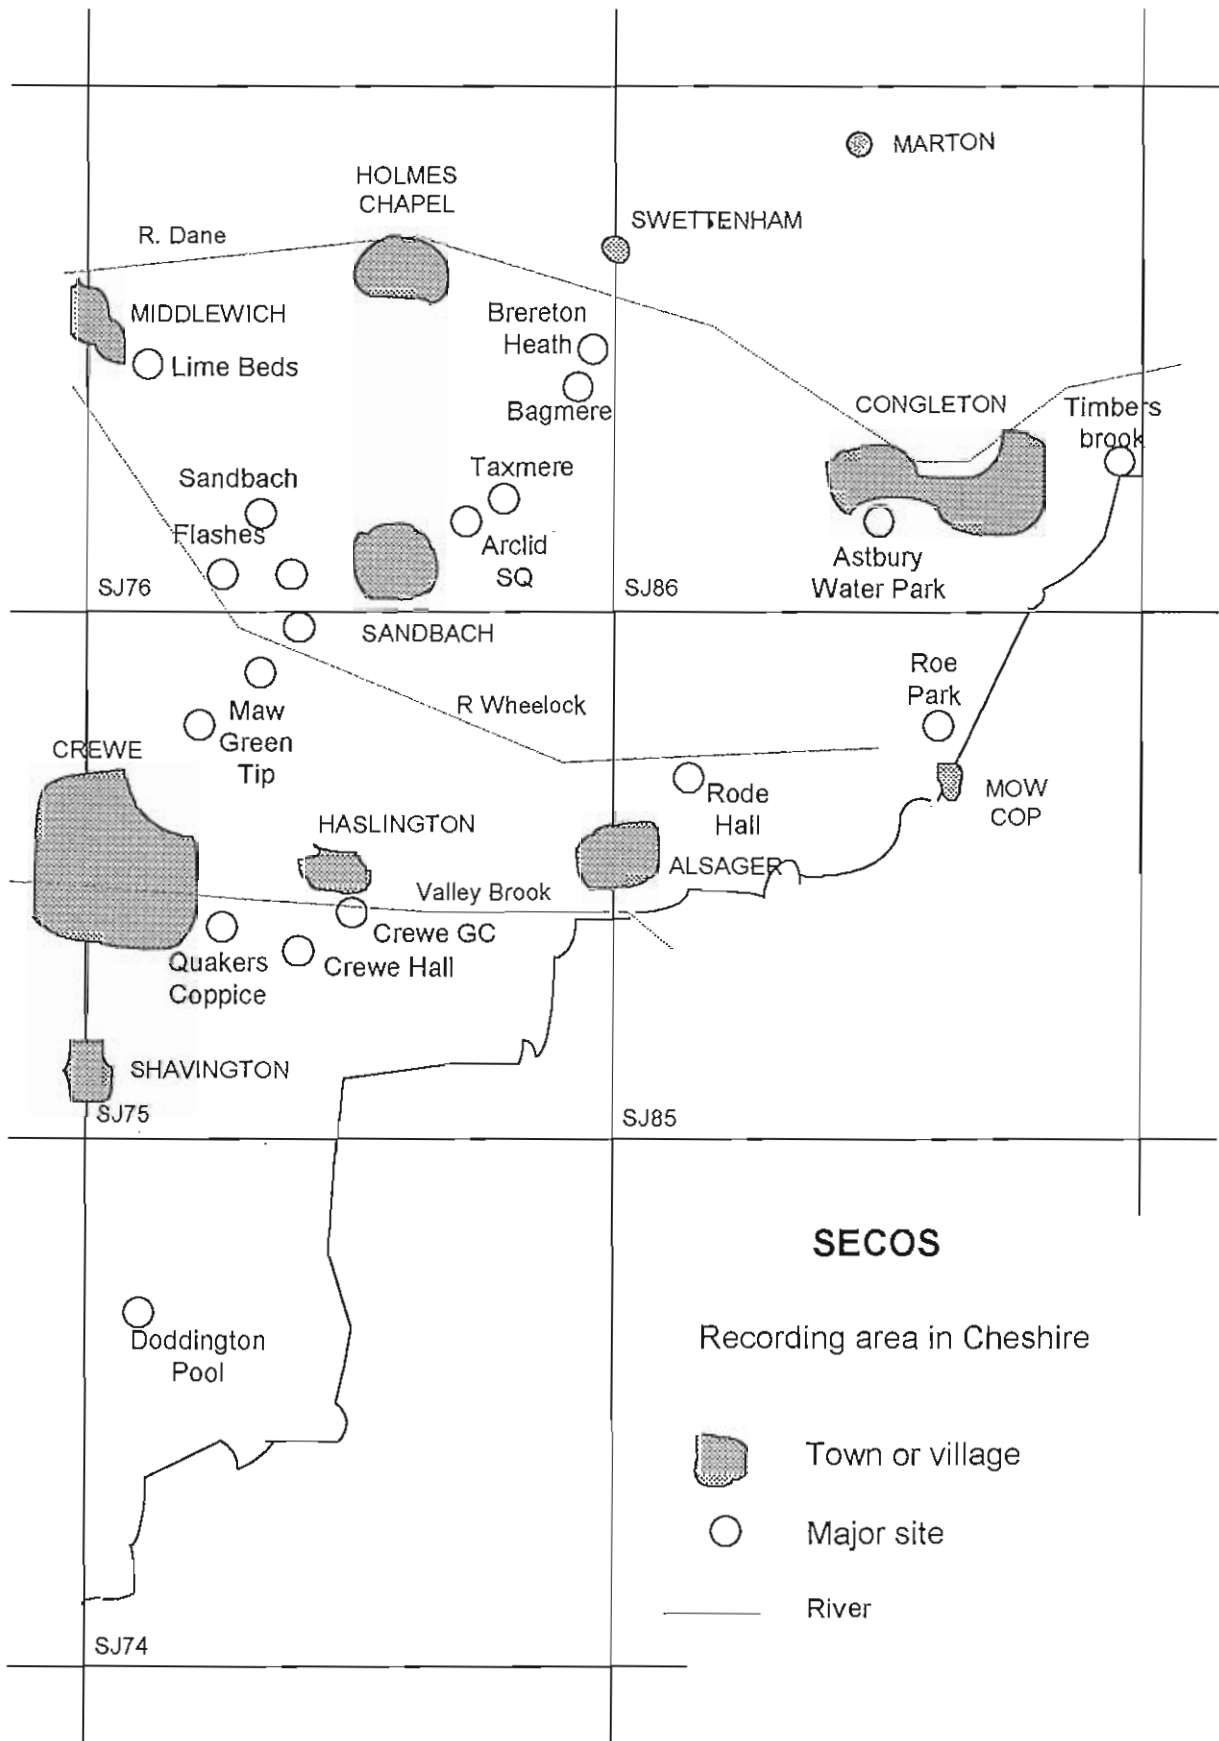 MARTON
HOLMES
CHAPEL
SWETTENHAM
R. Dane
MIDDLEWICH
Brereton
Heath
Lime Beds
Bagmere
CONGLETON
Timbers
brook
Taxmere
Sandbach
Flashes
Arclid
SQ
Astbury
Water Park
SJ76
SJ86
SANDBACH
Roe
Park
R Wheelock
Maw
Green
Tip
CREWE
MOW
COP
Rode
Hall
HASLINGTON
ALSAGER
Valley Brook
Crewe GC
Quakers
Coppice
Crewe Hall
SHAVINGTON
SJ75
SJ85
SECOS
Doddington
Pool
Recording area in Cheshire
Town or village
Major site
River
SJ74